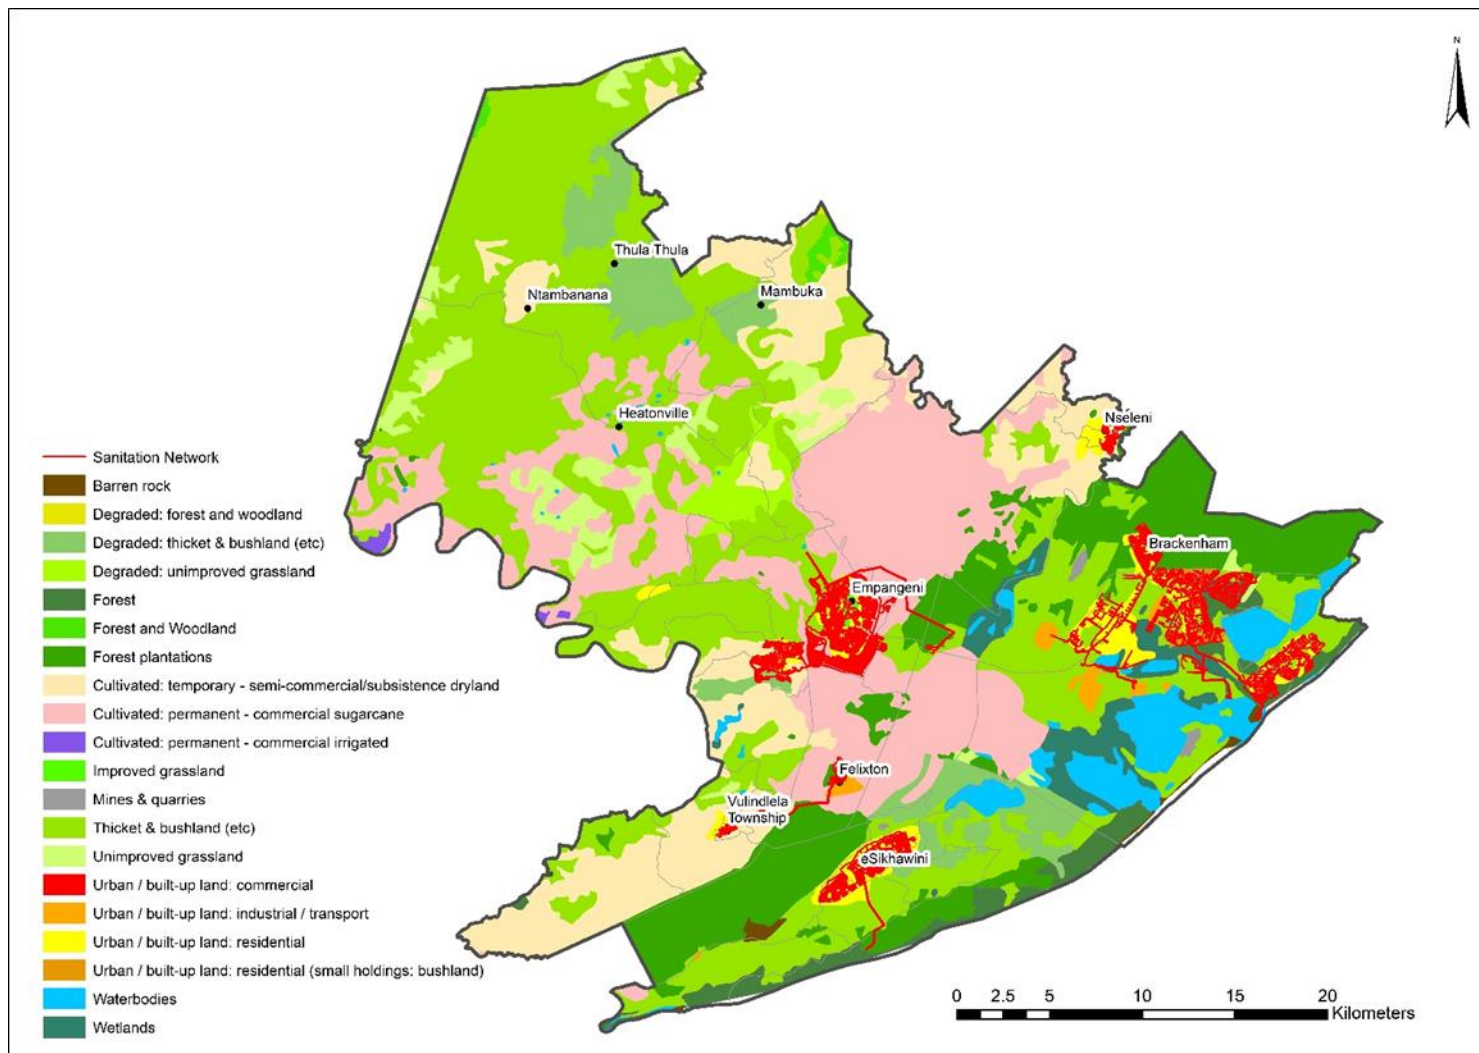 N
Thula Thula
Ntambanana
Mambuka
Heatonville
Nseleni
Brackenham
Empangeni
Felixton
Vulindlela
Township
eSikhawini
Sanitation Network
Barren rock
Degraded: forest and woodland
Degraded: thicket & bushland (etc)
Degraded: unimproved grassland
Forest
Forest and Woodland
Forest plantations
Cultivated: temporary - semi-commercial/subsistence dryland
Cultivated: permanent - commercial sugarcane
Cultivated: permanent - commercial irrigated
Improved grassland
Mines & quarries
Thicket & bushland (etc)
Unimproved grassland
Urban / built-up land: commercial
Urban / built-up land: industrial / transport
Urban / built-up land: residential
Urban / built-up land: residential (small holdings: bushland)
Waterbodies
Wetlands
0 2.5 5 10 15 20
Kilometers